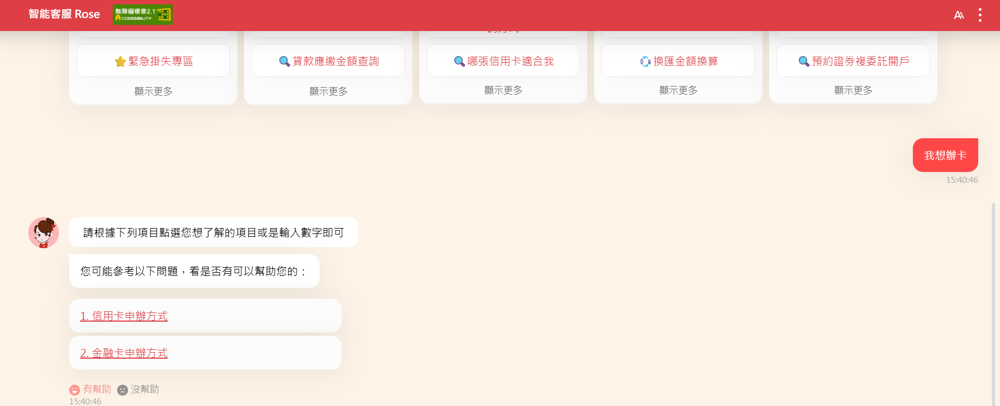 智能客服 Rose
無障礙標章2.1
ACCESSIBILITY
緊急掛失專區
貸款應繳金額查詢
哪張信用卡適合我
換匯金額換算
預約證券複委託開戶
顯示更多
顯示更多
顯示更多
顯示更多
顯示更多
我想辦卡
15:40:46
請根據下列項目點選您想了解的項目或是輸入數字即可
您可能參考以下問題，看是否有可以幫助您的：
1. 信用卡申辦方式
2. 金融卡申辦方式
有幫助 沒幫助
15:40:46